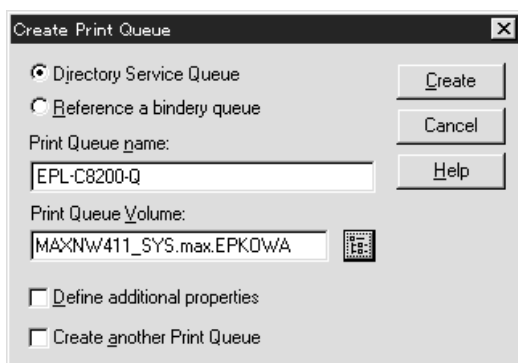 Create Print Queue
Directory Service Queue
Reference a bindery queue
Print Queue name:
EPL-C8200-Q
Print Queue Volume:
MAXNW411_SYS.max.EPKOWA
Define additional properties
Create another Print Queue
Create
Cancel
Help